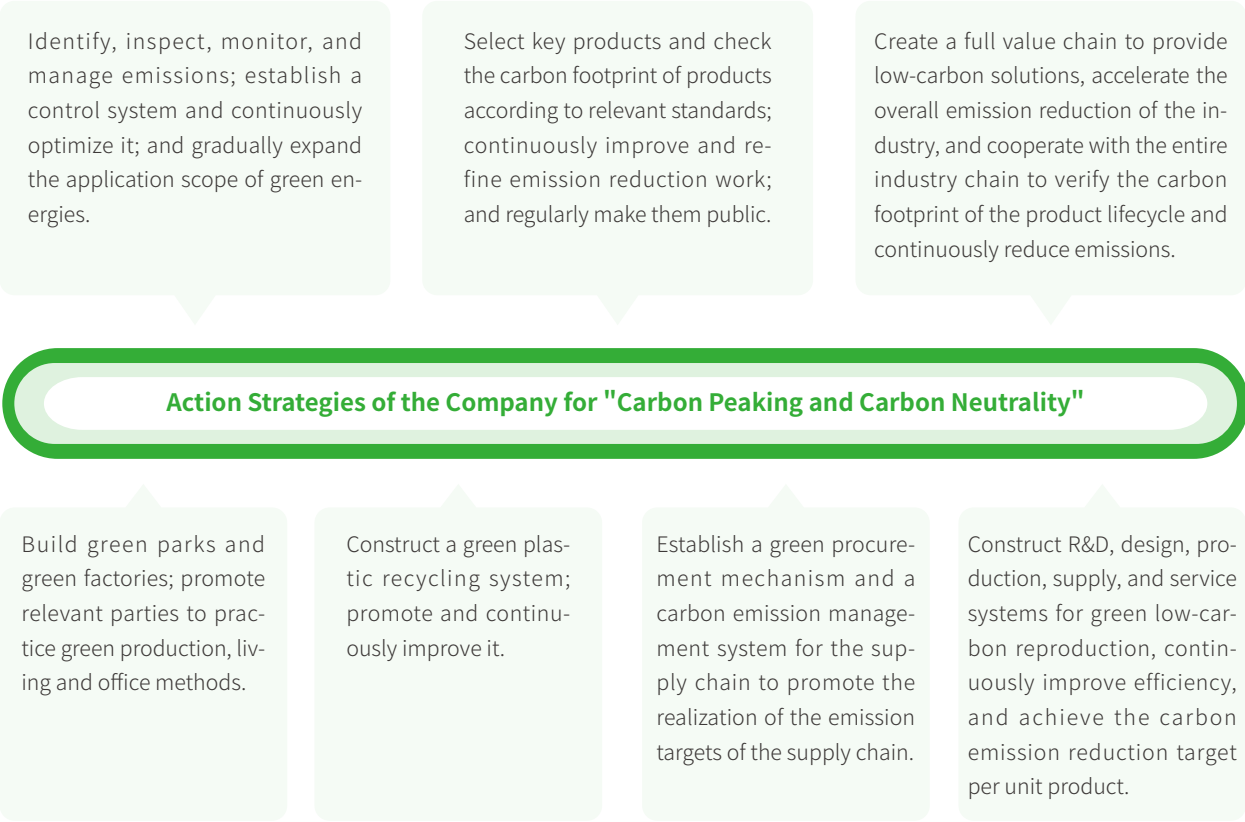 Identify, inspect, monitor, and
manage emissions; establish a
control system and continuously
optimize it; and gradually expand
the application scope of green en-
ergies.
Select key products and check
the carbon footprint of products
according to relevant standards;
continuously improve and re-
fine emission reduction work;
and regularly make them public.
Create a full value chain to provide
low-carbon solutions, accelerate the
overall emission reduction of the in-
dustry, and cooperate with the entire
industry chain to verify the carbon
footprint of the product lifecycle and
continuously reduce emissions.
Action Strategies of the Company for "Carbon Peaking and Carbon Neutrality"
Build green parks and
green factories; promote
relevant parties to prac-
tice green production, liv-
ing and office methods.
Construct a green plas-
tic recycling system;
promote and continu-
ously improve it.
Establish a green procure-
ment mechanism and a
carbon emission manage-
ment system for the sup-
ply chain to promote the
realization of the emission
targets of the supply chain.
Construct R&D, design, pro-
duction, supply, and service
systems for green low-car-
bon reproduction, contin-
uously improve efficiency,
and achieve the carbon
emission reduction target
per unit product.